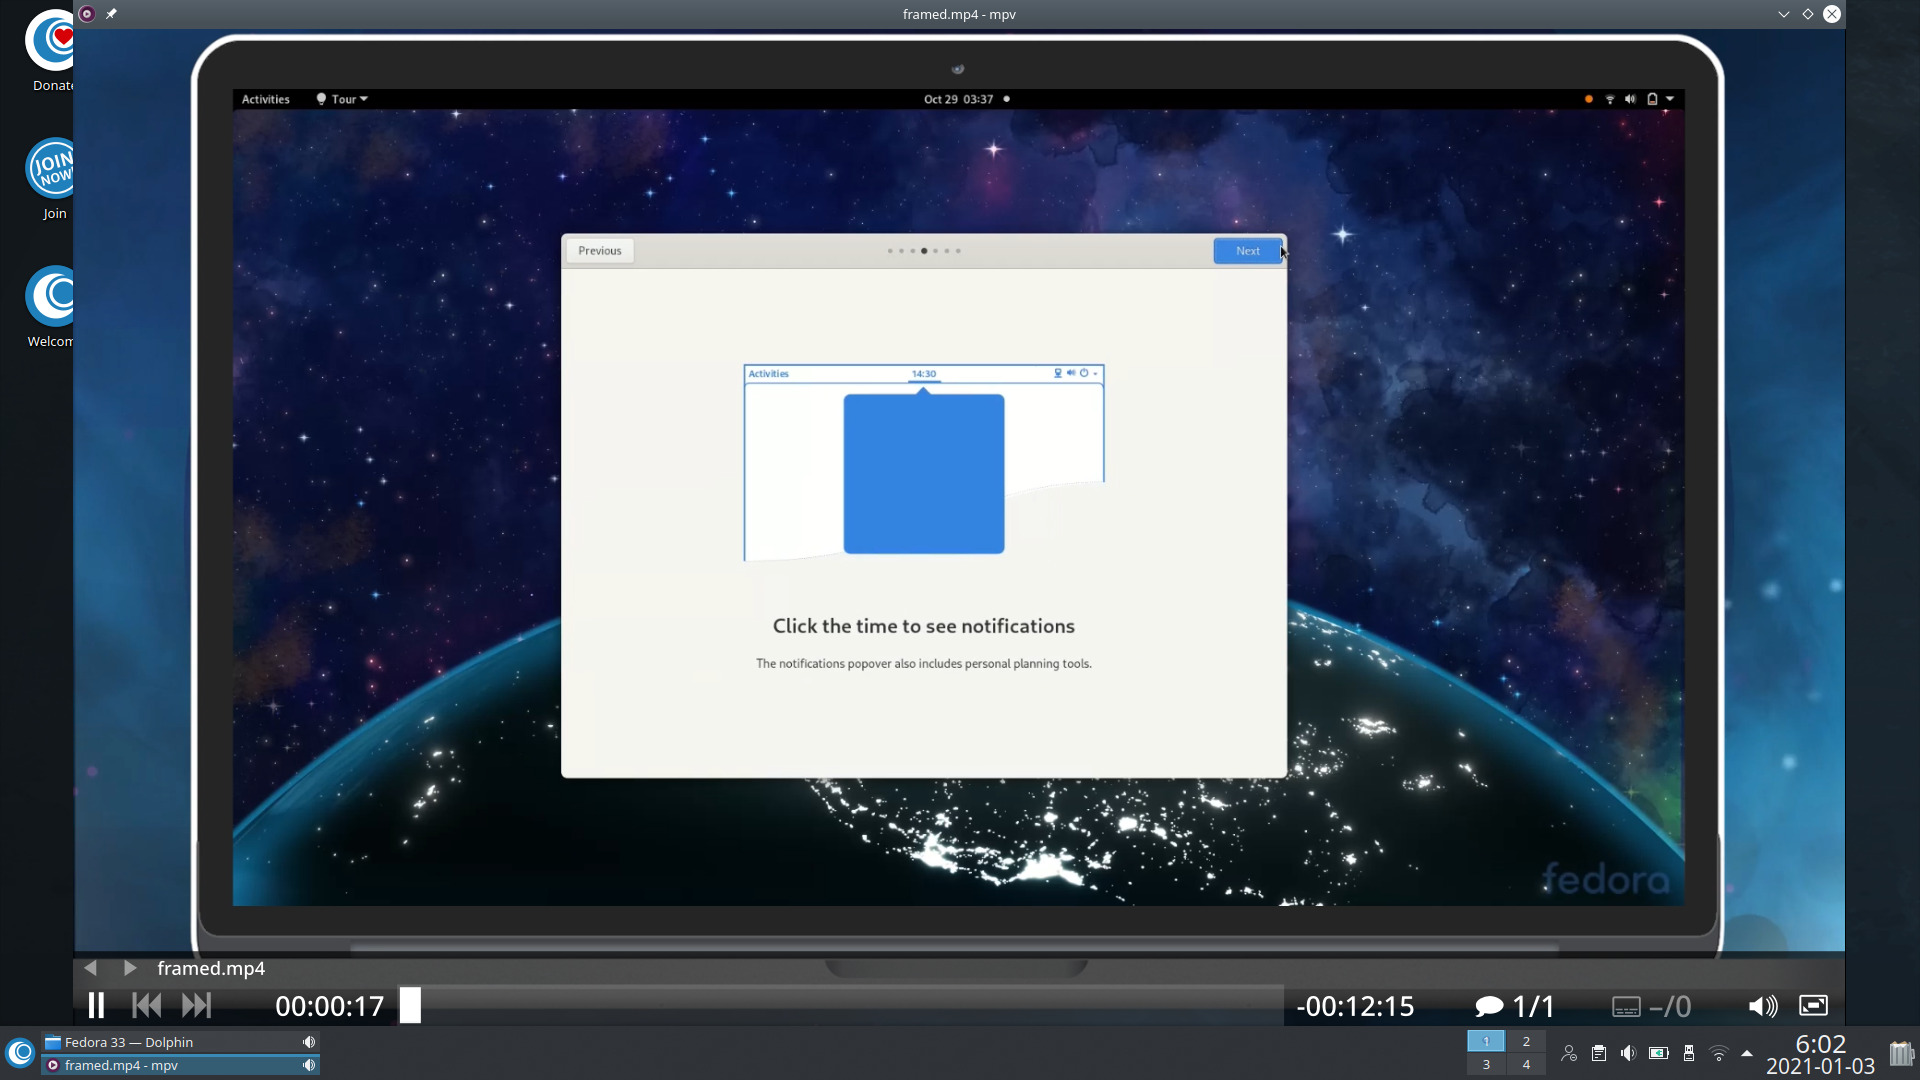 framed.mp4 - mpv
Donate
JOIN NOW
Join
Welcom
Activities Tour Oct 29 03:37
Previous Next
Activities 14:30
Click the time to see notifications
The notifications popover also includes personal planning tools.
fedora
framed.mp4
00:00:17 -00:12:15 1/1 –/0
Fedora 33 — Dolphin
framed.mp4 - mpv
1 2
3 4
6:02
2021-01-03